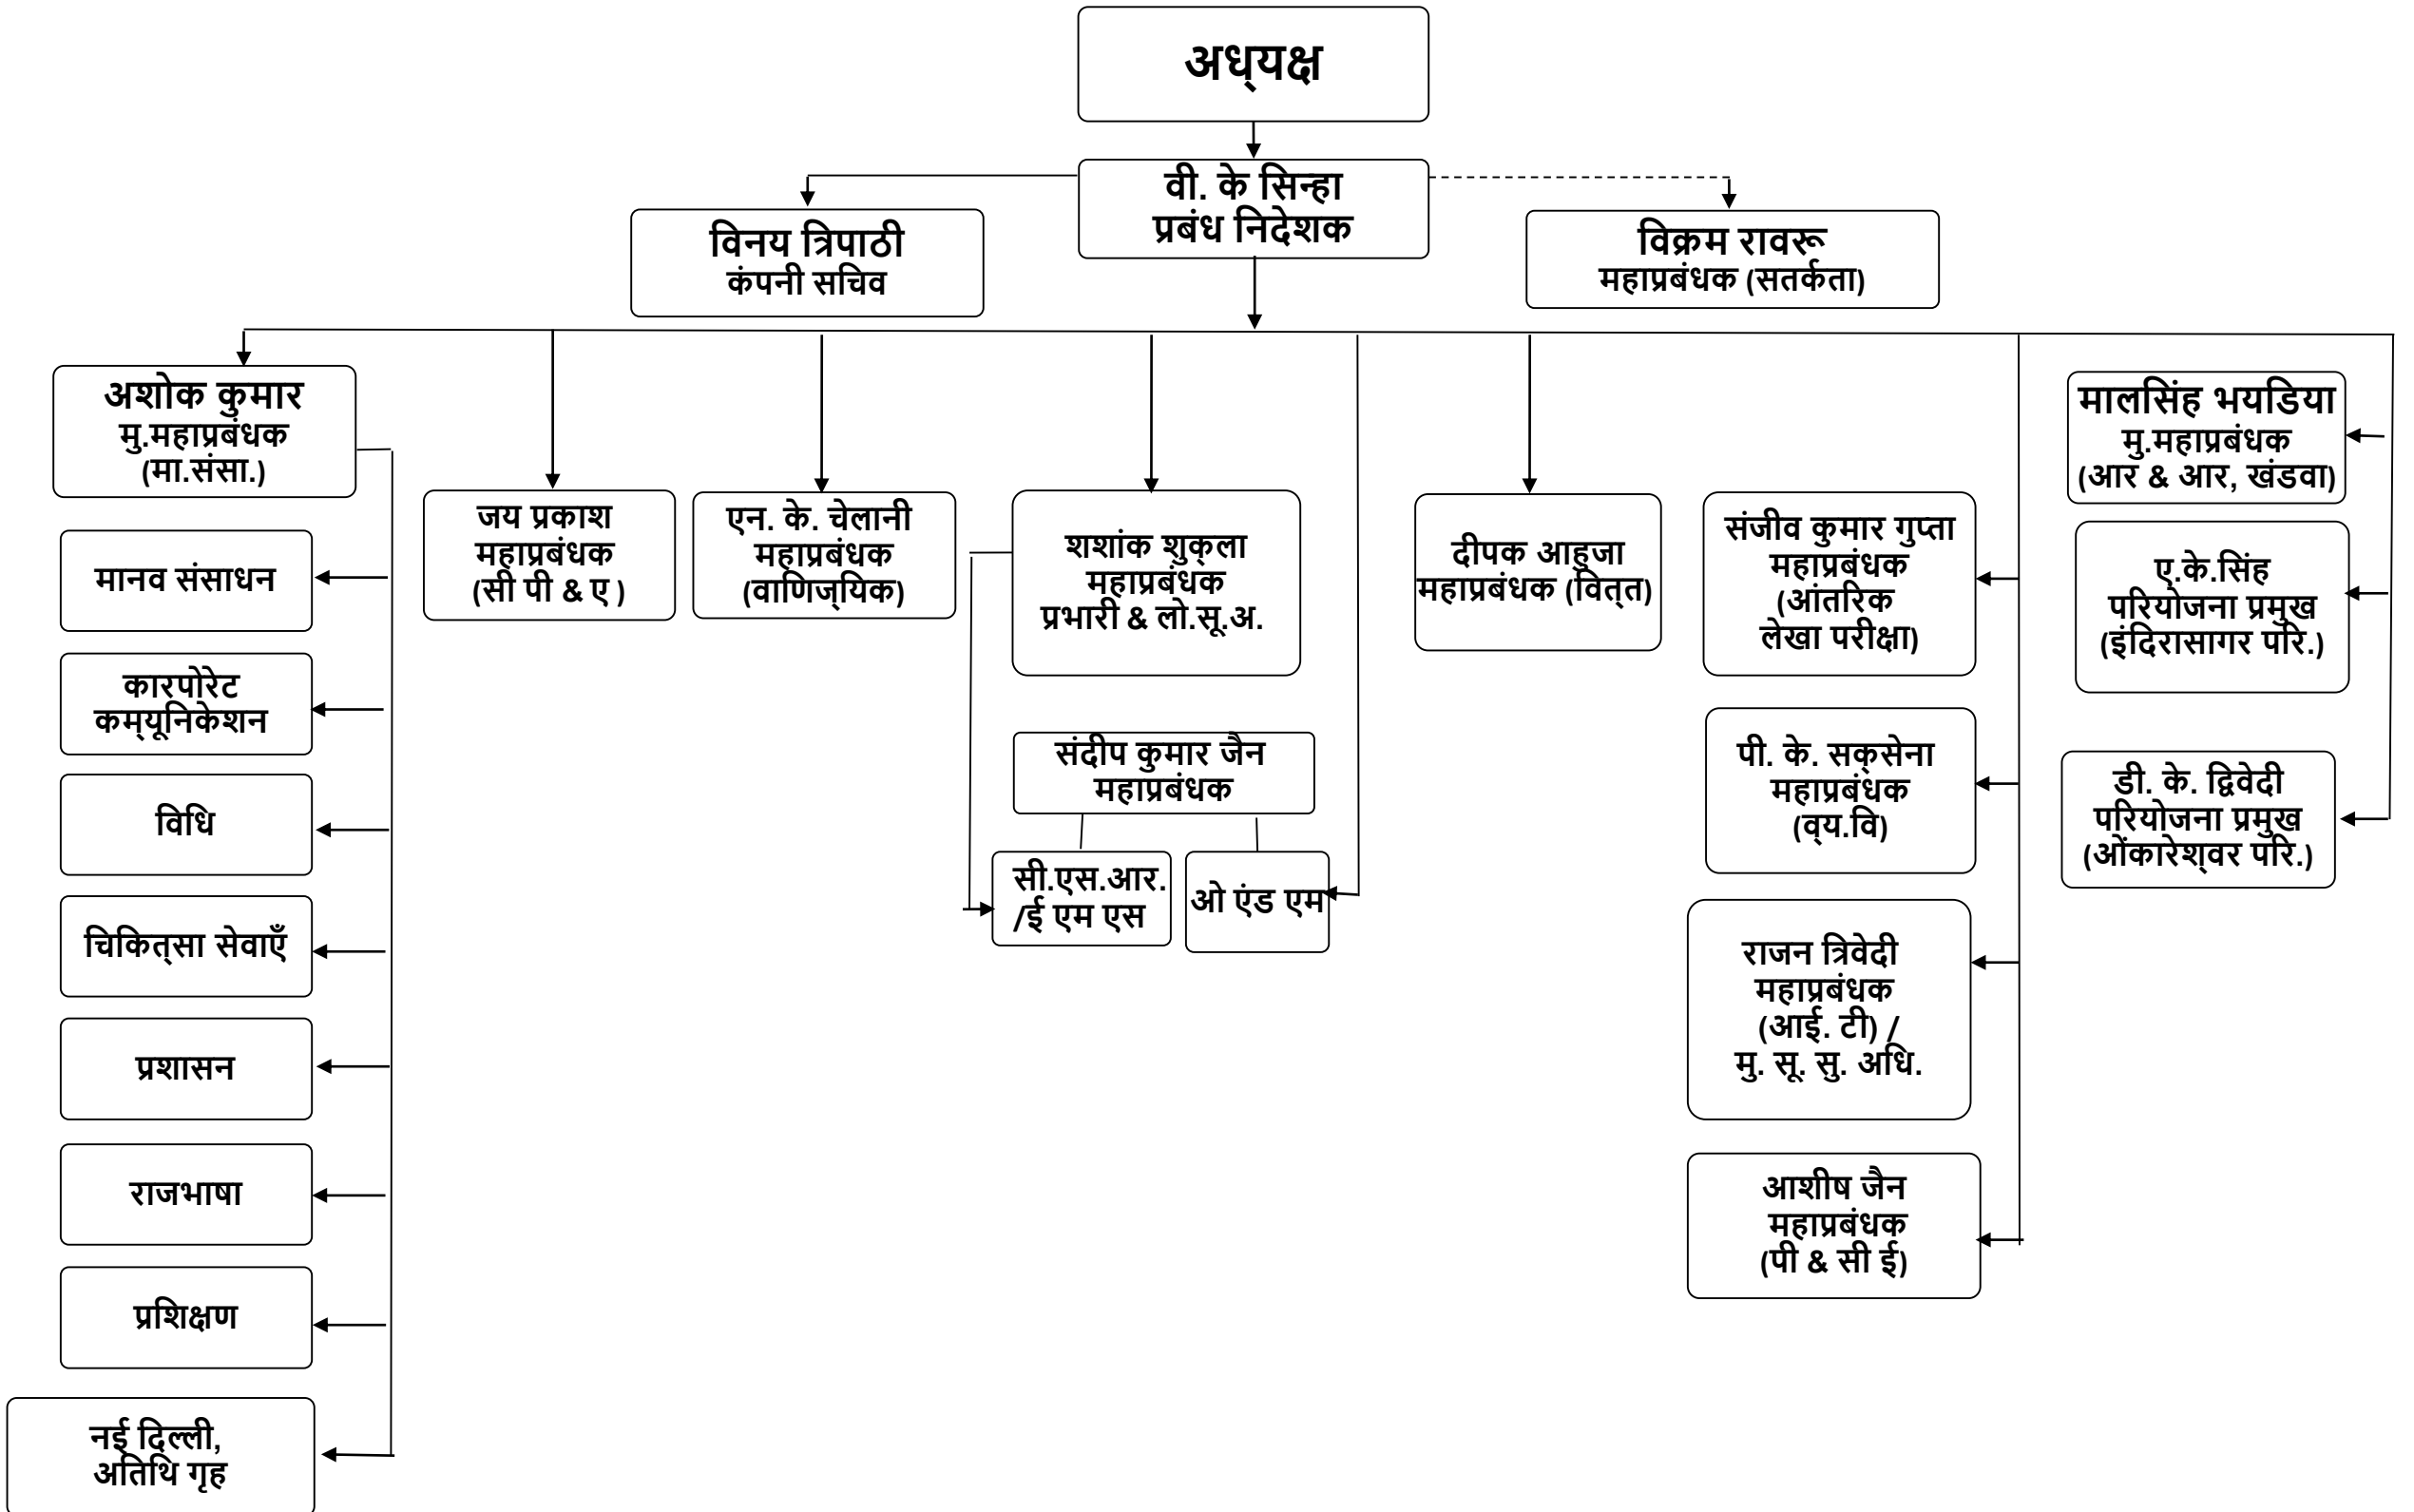 अध्यक्ष
वी. के सिन्हा
प्रबंध निदेशक
विनय त्रिपाठी
कंपनी सचिव
विक्रम रावरू
महाप्रबंधक (सतर्कता)
अशोक कुमार
मु.महाप्रबंधक
(मा.संसा.)
मानव संसाधन
कारपोरेट
कम्यूनिकेशन
विधि
चिकित्सा सेवाएँ
प्रशासन
राजभाषा
प्रशिक्षण
नई दिल्ली,
अतिथि गृह
जय प्रकाश
महाप्रबंधक
(सी पी & ए )
एन. के. चेलानी
महाप्रबंधक
(वाणिज्यिक)
शशांक शुक्ला
महाप्रबंधक
प्रभारी & लो.सू.अ.
संदीप कुमार जैन
महाप्रबंधक
सी.एस.आर.
/ई एम एस
ओ एंड एम
दीपक आहुजा
महाप्रबंधक (वित्त)
संजीव कुमार गुप्ता
महाप्रबंधक
(आंतरिक
लेखा परीक्षा)
पी. के. सक्सेना
महाप्रबंधक
(व्य.वि)
राजन त्रिवेदी
महाप्रबंधक
(आई. टी) /
मु. सू. सु. अधि.
आशीष जैन
महाप्रबंधक
(पी & सी ई)
मालसिंह भयडिया
मु.महाप्रबंधक
(आर & आर, खंडवा)
ए.के.सिंह
परियोजना प्रमुख
(इंदिरासागर परि.)
डी. के. द्विवेदी
परियोजना प्रमुख
(ओंकारेश्वर परि.)